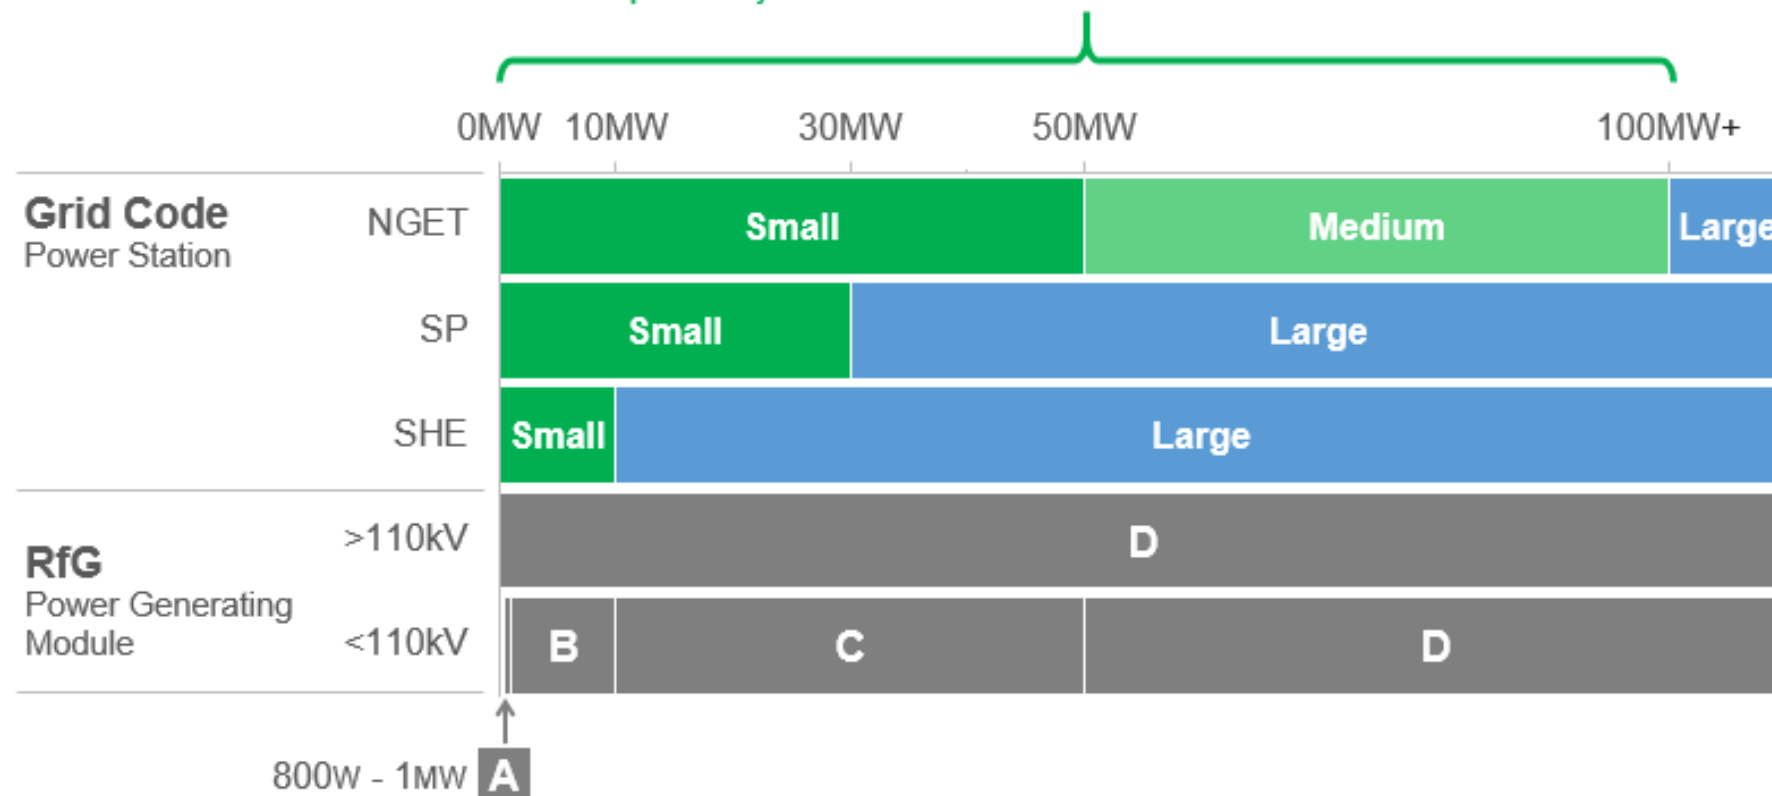 0MW 10MW 30MW 50MW 100MW+
Grid Code NGET Small Medium Large
Power Station
SP Small Large
SHE Small Large
>110kV D
RfG
Power Generating
Module <110kV B C D
800W - 1MW A